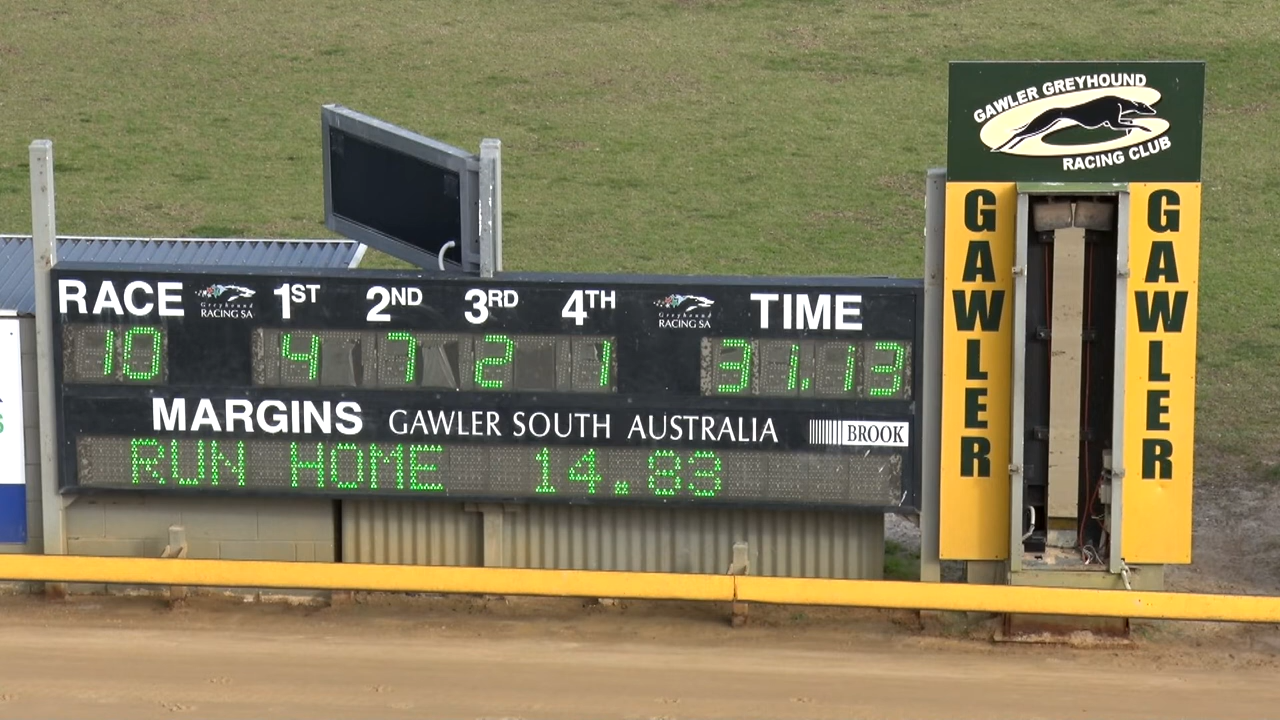 GAWLER GREYHOUND
RACING CLUB
GAWLER
GAWLER
RACE 1ST 2ND 3RD 4TH TIME
Greyhound
RACING SA
Greyhound
RACING SA
10 4 7 2 1 31.13
MARGINS GAWLER SOUTH AUSTRALIA BROOK
RUN HOME 14.83